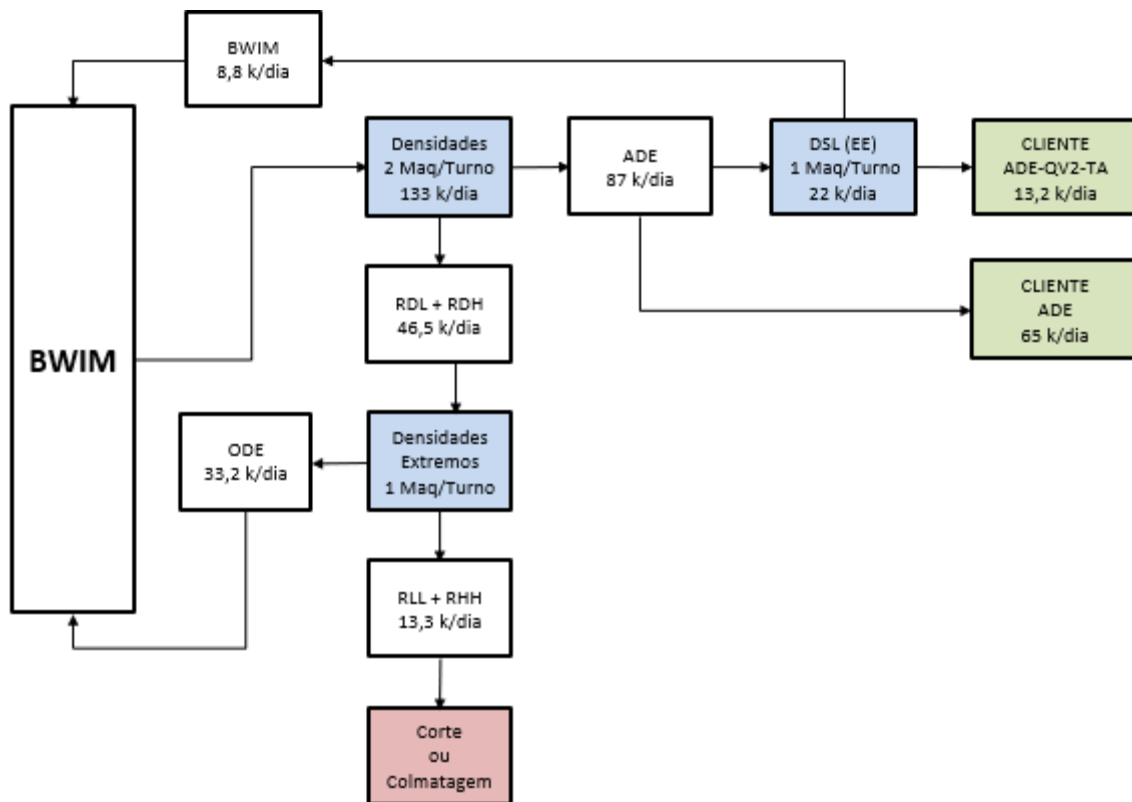 BWIM
8,8 k/dia
BWIM
Densidades
2 Maq/Turno
133 k/dia
ADE
87 k/dia
DSL (EE)
1 Maq/Turno
22 k/dia
CLIENTE
ADE-QV2-TA
13,2 k/dia
RDL + RDH
46,5 k/dia
CLIENTE
ADE
65 k/dia
ODE
33,2 k/dia
Densidades
Extremos
1 Maq/Turno
RLL + RHH
13,3 k/dia
Corte
ou
Colmatagem